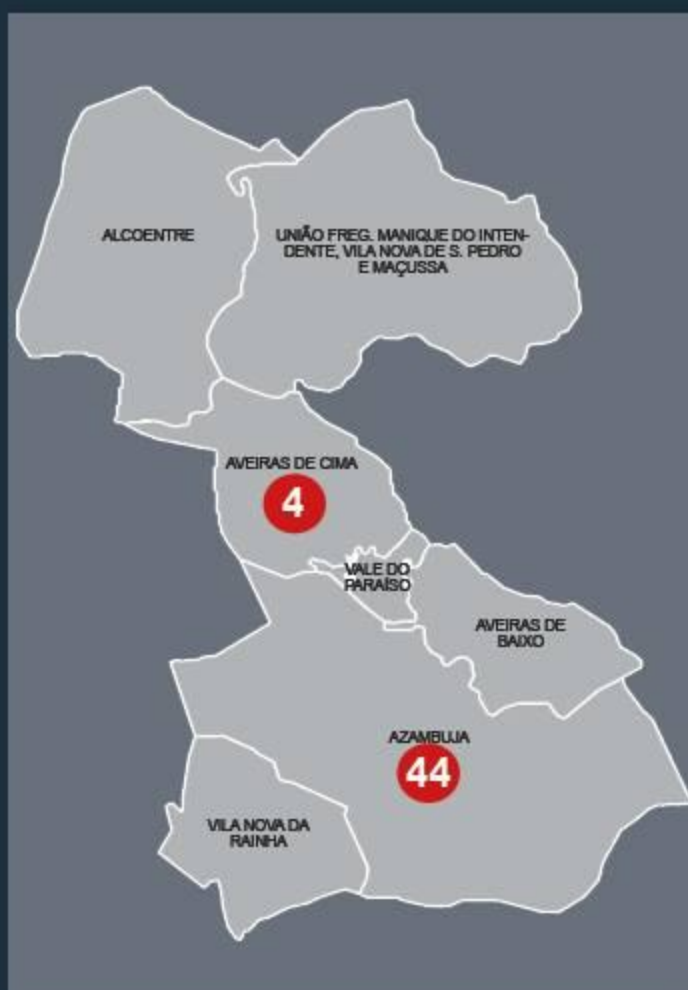 ALCOENTRE
UNIÃO FREG. MANIQUE DO INTEN-
DENTE, VILA NOVA DE S. PEDRO
E MAÇUSSA
AVEIRAS DE CIMA
4
VALE DO
PARAÍSO
AVEIRAS DE
BAIXO
AZAMBUJA
44
VILA NOVA DA
RAINHA